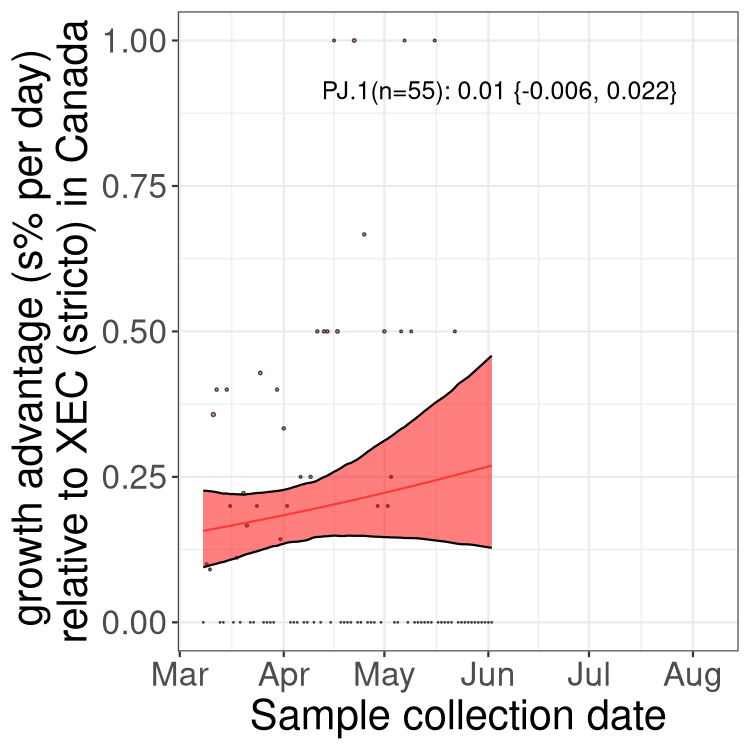 growth advantage (s% per day)
relative to XEC (stricto) in Canada
1.00
PJ.1(n=55): 0.01 {-0.006, 0.022}
0.75
0.50
0.25
0.00
Mar Apr May Jun Jul Aug
Sample collection date